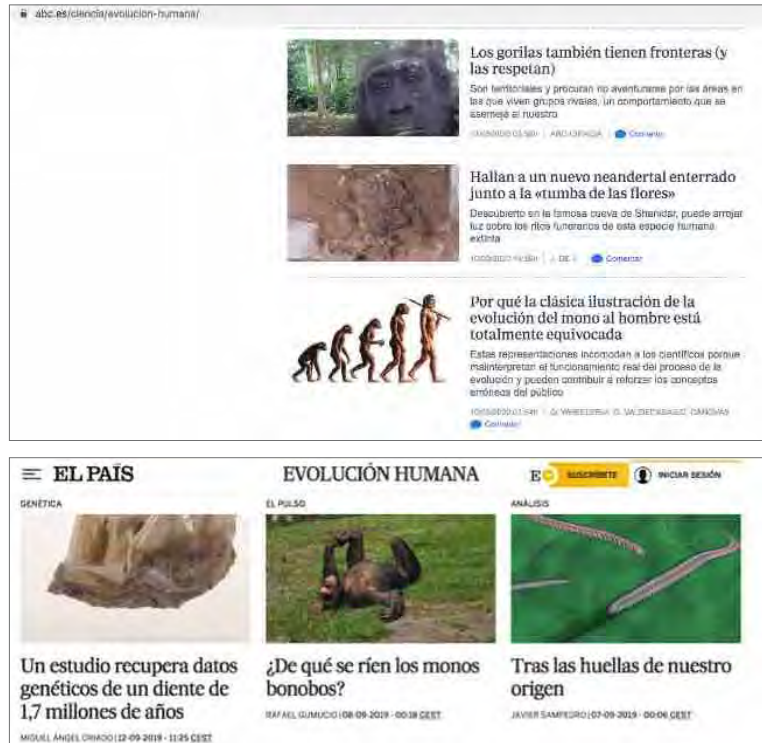 abc.es/ciencia/evolucion-humana/
Los gorilas también tienen fronteras (y
las respetan)
Son territoriales y procuran no aventurarse por las áreas en
las que viven grupos rivales, un comportamiento que se
asemeja al nuestro
Comentar
Hallan a un nuevo neandertal enterrado
junto a la «tumba de las flores»
Descubierto en la famosa cueva de Shanidar, puede arrojar
luz sobre los ritos funerarios de esta especie humana
extinta
Comentar
Por qué la clásica ilustración de la
evolución del mono al hombre está
totalmente equivocada
Estas representaciones incomodan a los científicos porque
malinterpretan el funcionamiento real del proceso de la
evolución y pueden contribuir a reforzar los conceptos
erróneos del público
Comentar
EL PAÍS
EVOLUCIÓN HUMANA
SUSCRÍBETE
INICIAR SESIÓN
GENÉTICA
Un estudio recupera datos
genéticos de un diente de
1,7 millones de años
MIGUEL ÁNGEL CRIADO | 12-09-2019 - 11:25 CEST
EL PULSO
¿De qué se ríen los monos
bonobos?
RAFAEL GUMUCIO | 08-09-2019 - 00:18 CEST
ANÁLISIS
Tras las huellas de nuestro
origen
JAVIER SAMPEDRO | 07-09-2019 - 00:06 CEST